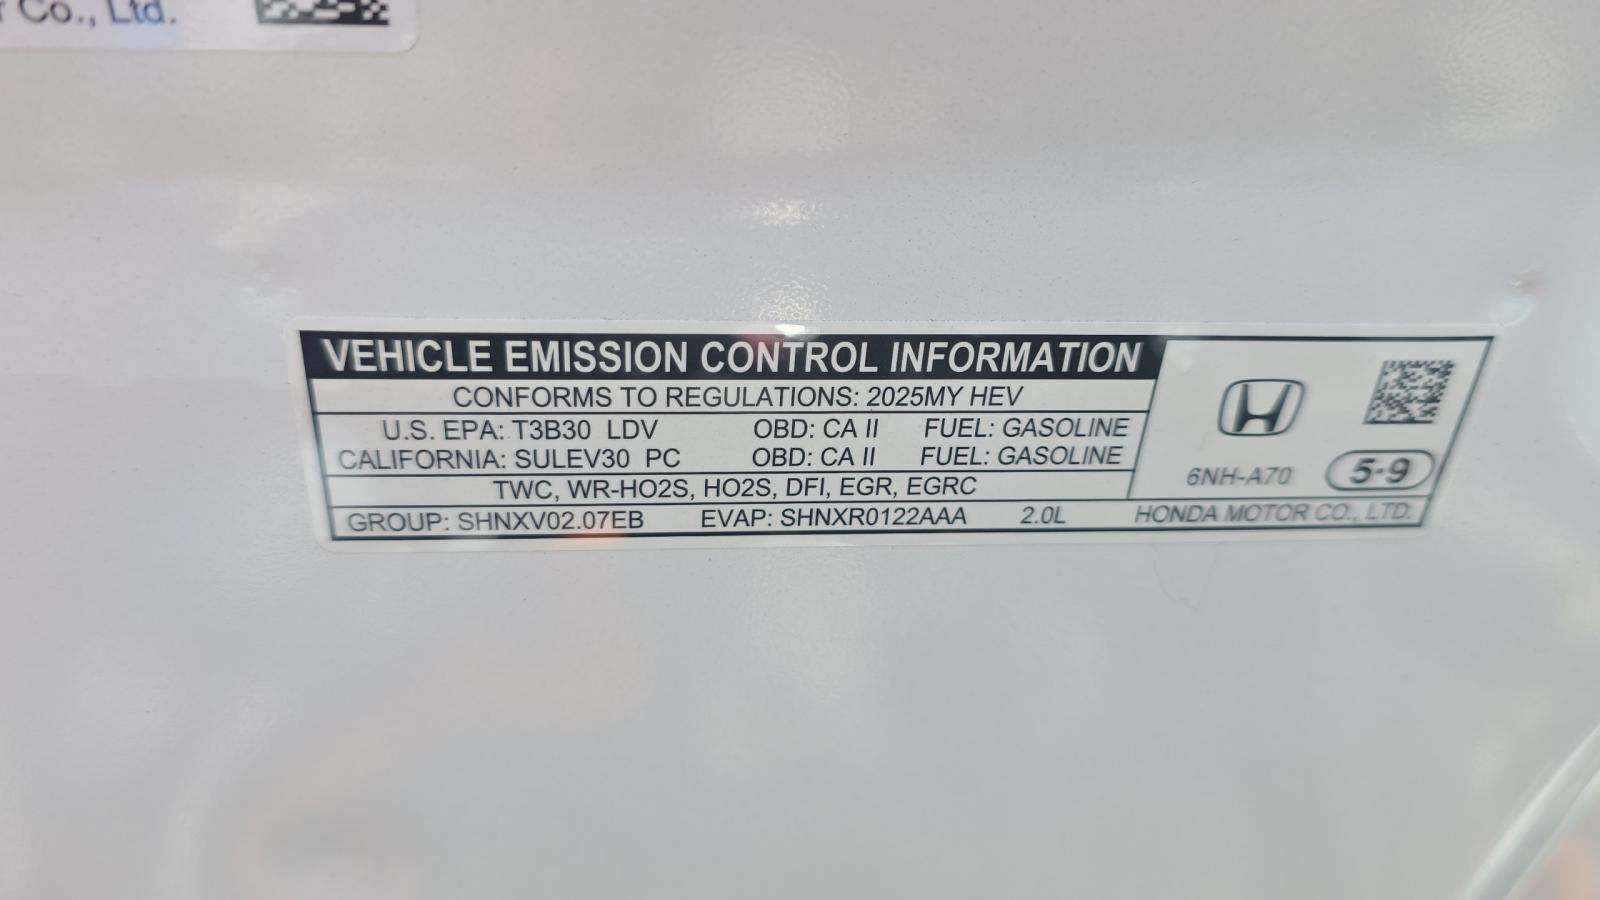 Co., Ltd.
VEHICLE EMISSION CONTROL INFORMATION
CONFORMS TO REGULATIONS: 2025MY HEV
U.S. EPA: T3B30 LDV OBD: CA II FUEL: GASOLINE
CALIFORNIA: SULEV30 PC OBD: CA II FUEL: GASOLINE
TWC, WR-HO2S, HO2S, DFI, EGR, EGRC
GROUP: SHNXV02.07EB EVAP: SHNXR0122AAA 2.0L
6NH-A70 5-9
HONDA MOTOR CO., LTD.